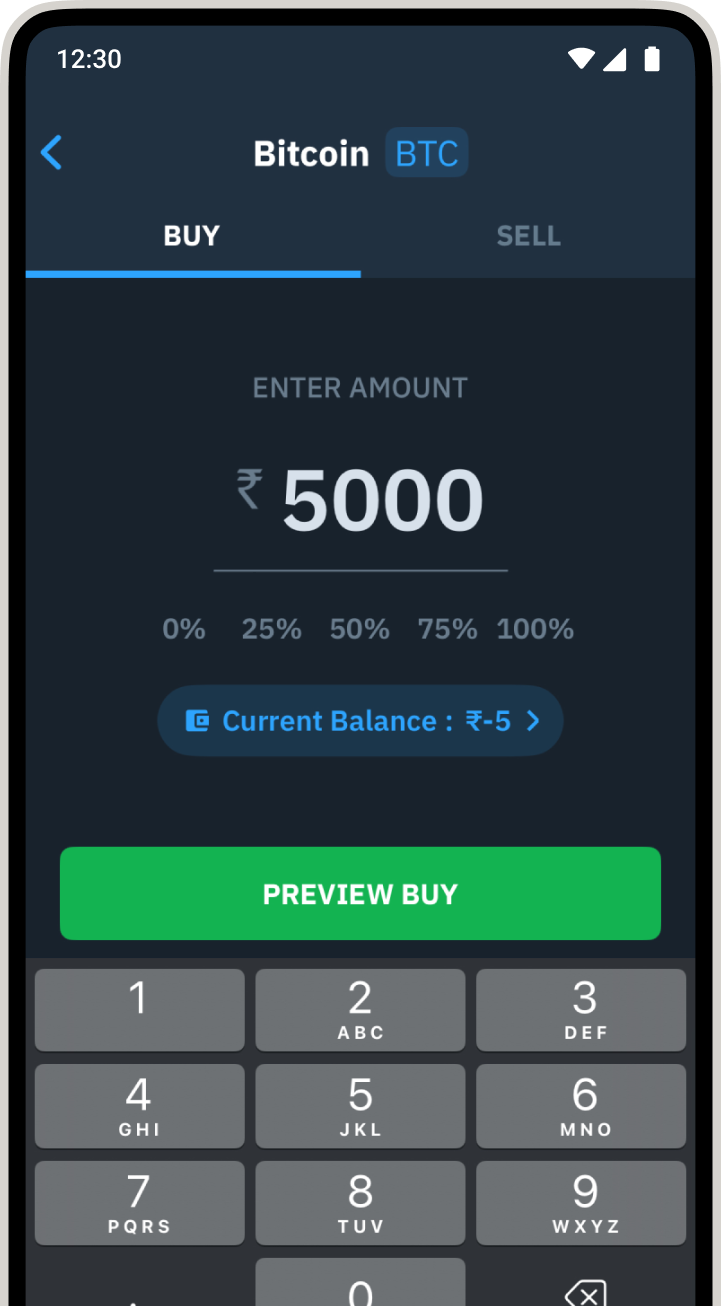 12:30
Bitcoin BTC
BUY SELL
ENTER AMOUNT
₹ 5000
0% 25% 50% 75% 100%
Current Balance : ₹-5
PREVIEW BUY
1 2 3
ABC DEF
4 5 6
GHI JKL MNO
7 8 9
PQRS TUV WXYZ
. 0